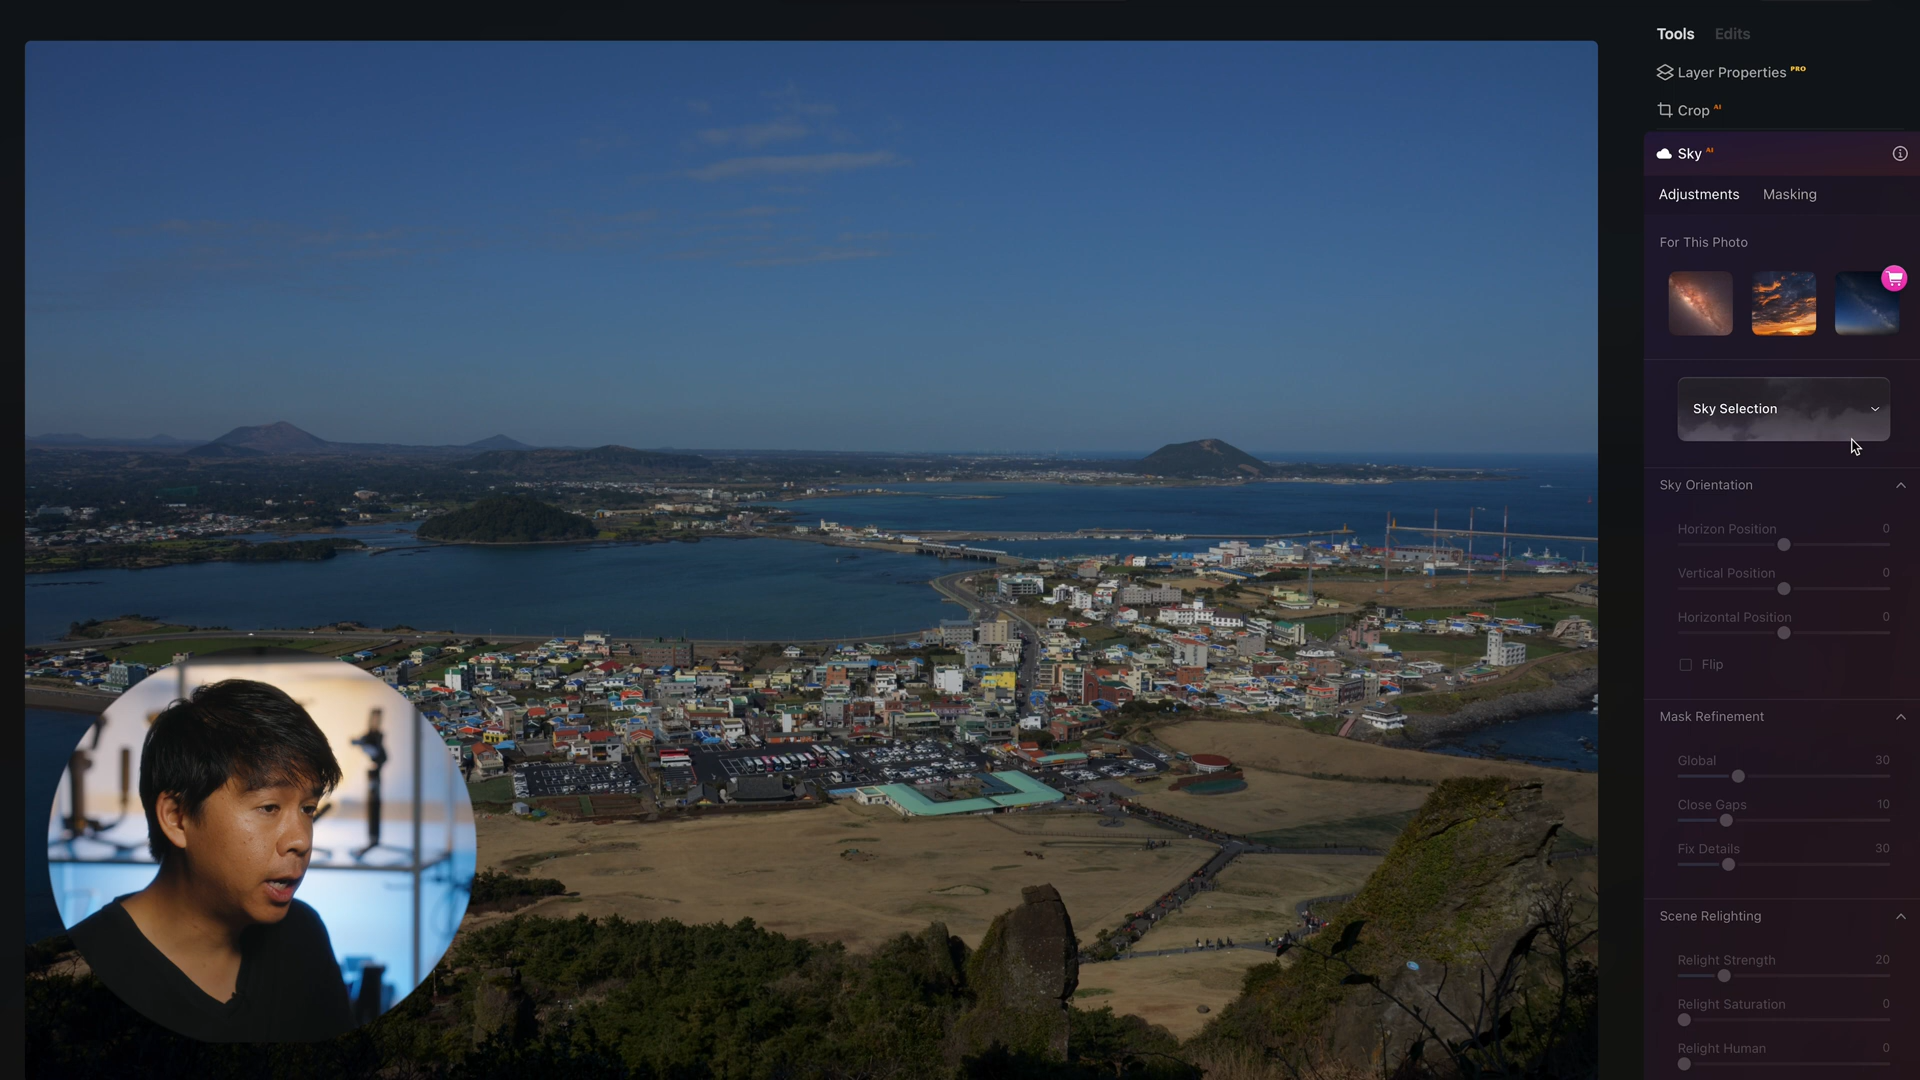 Tools Edits
Layer Properties PRO
Crop AI
Sky AI
Adjustments Masking
For This Photo
Sky Selection
Sky Orientation
Horizon Position 0
Vertical Position 0
Horizontal Position 0
Flip
Mask Refinement
Global 30
Close Gaps 10
Fix Details 30
Scene Relighting
Relight Strength 20
Relight Saturation 0
Relight Human 0